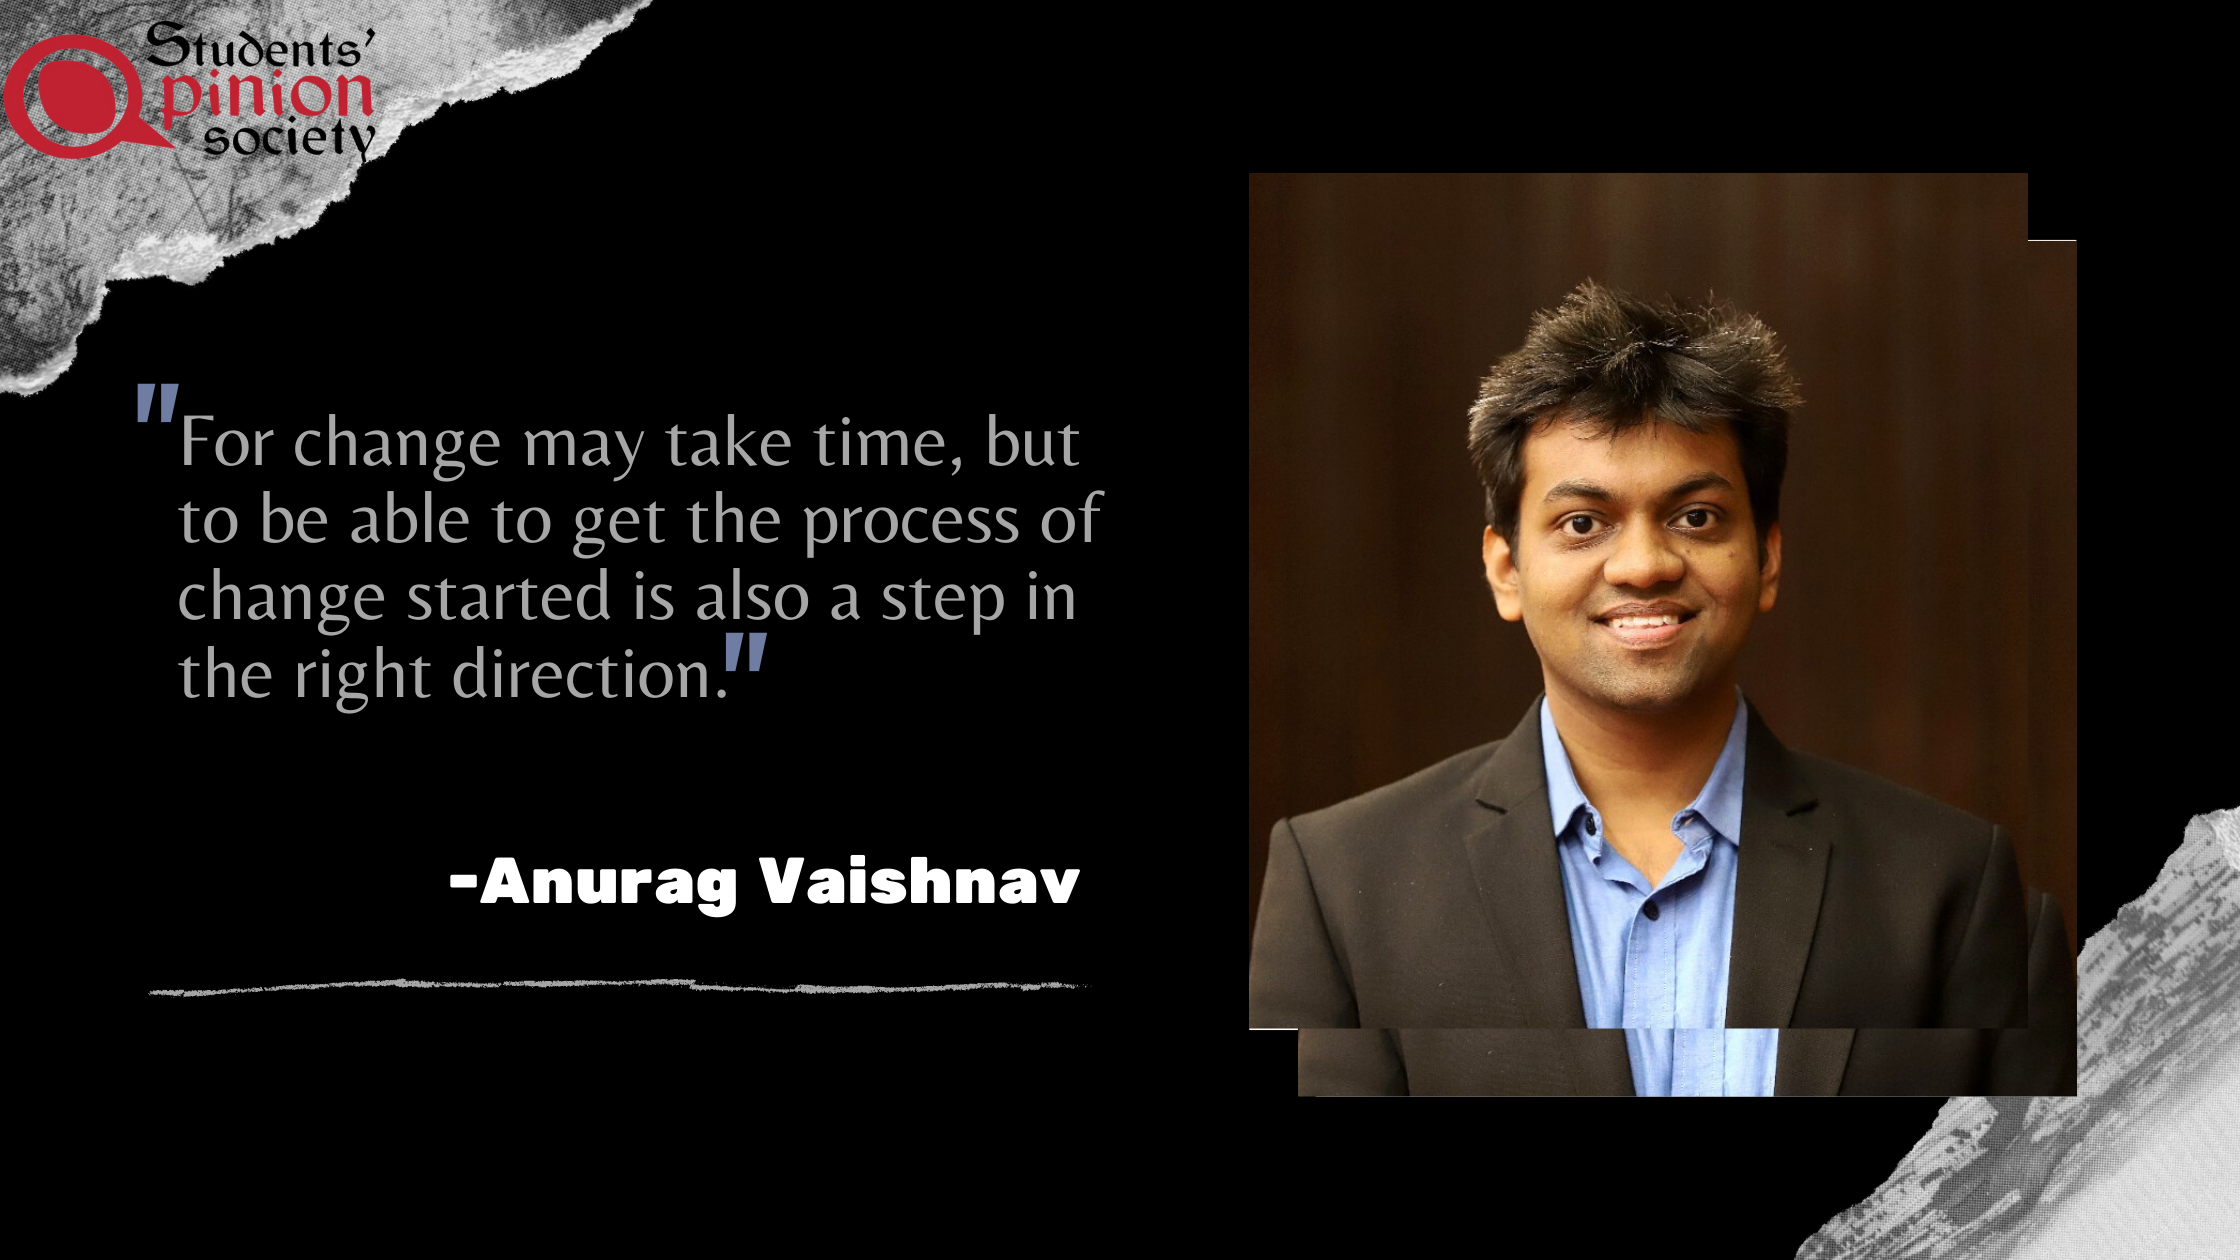 Students'
Opinion
society
"For change may take time, but
to be able to get the process of
change started is also a step in
the right direction."
-Anurag Vaishnav